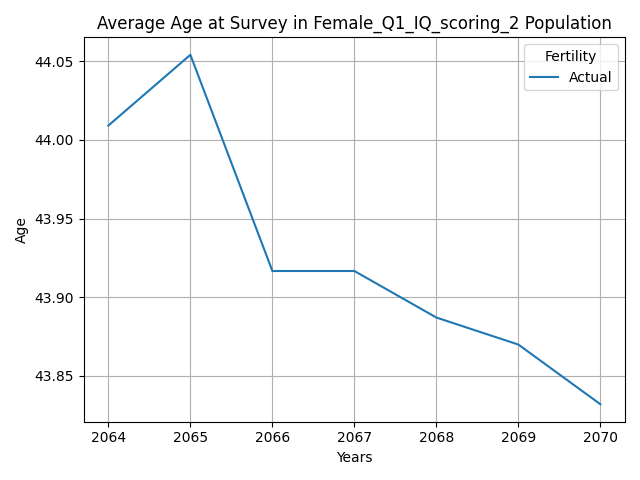 Average Age at Survey in Female_Q1_IQ_scoring_2 Population
Fertility
Actual
44.05
44.00
43.95
43.90
43.85
Age
2064 2065 2066 2067 2068 2069 2070
Years